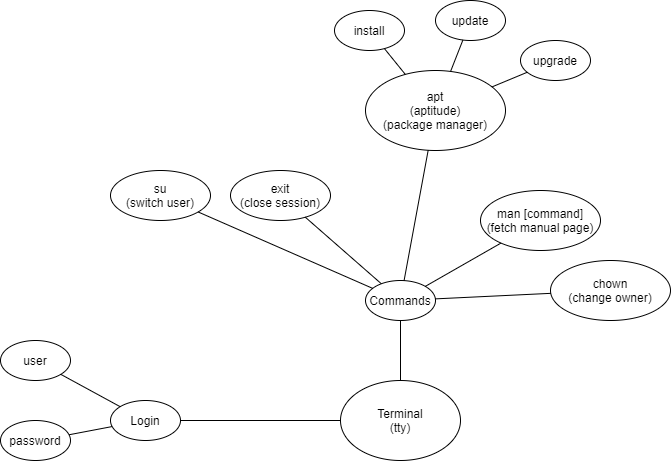 install
update
upgrade
apt
(aptitude)
(package manager)
su
(switch user)
exit
(close session)
man [command]
(fetch manual page)
chown
(change owner)
Commands
user
Login
password
Terminal
(tty)